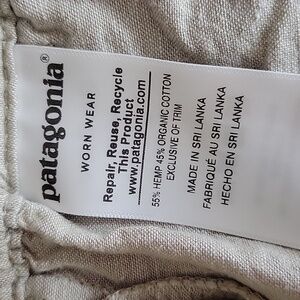 patagonia®
WORN WEAR
Repair, Reuse, Recycle
This Product
www.patagonia.com
55% HEMP 45% ORGANIC COTTON
EXCLUSIVE OF TRIM
MADE IN SRI LANKA
FABRIQUÉ AU SRI LANKA
HECHO EN SRI LANKA